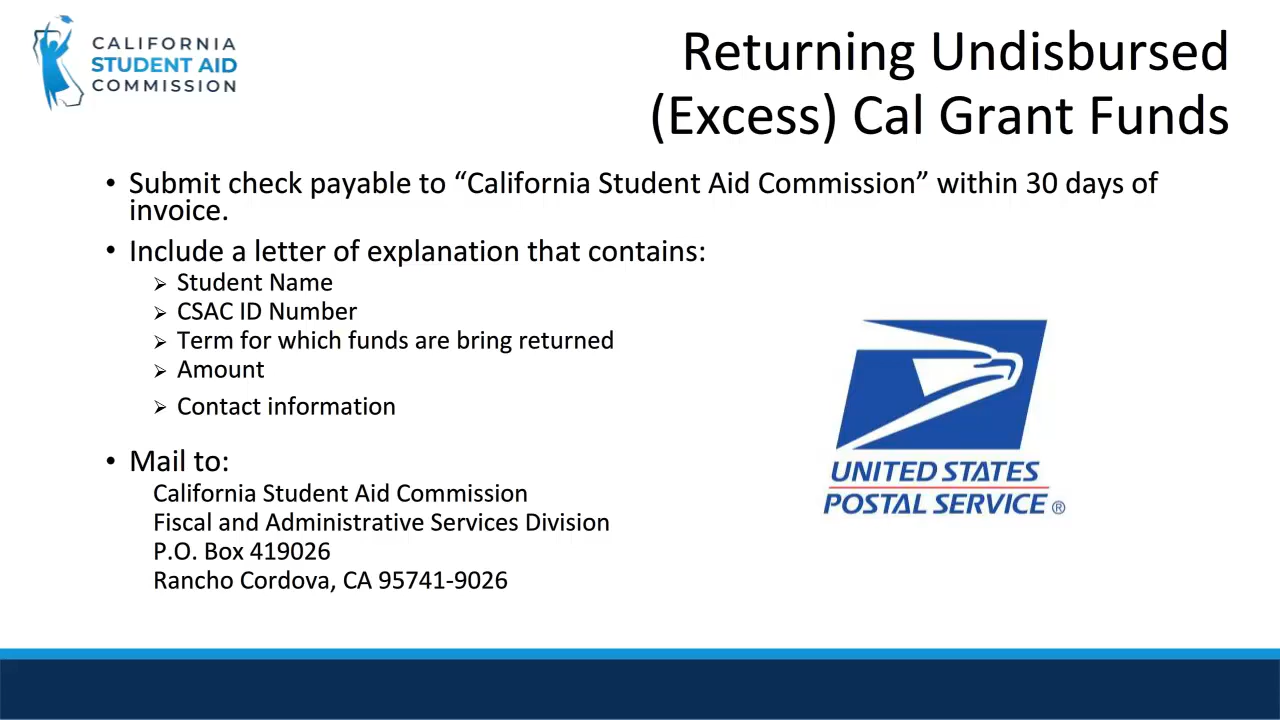 CALIFORNIA
STUDENT AID
COMMISSION
Returning Undisbursed
(Excess) Cal Grant Funds
• Submit check payable to “California Student Aid Commission” within 30 days of
invoice.
• Include a letter of explanation that contains:
➢ Student Name
➢ CSAC ID Number
➢ Term for which funds are bring returned
➢ Amount
➢ Contact information
• Mail to:
California Student Aid Commission
Fiscal and Administrative Services Division
P.O. Box 419026
Rancho Cordova, CA 95741-9026
UNITED STATES
POSTAL SERVICE ®